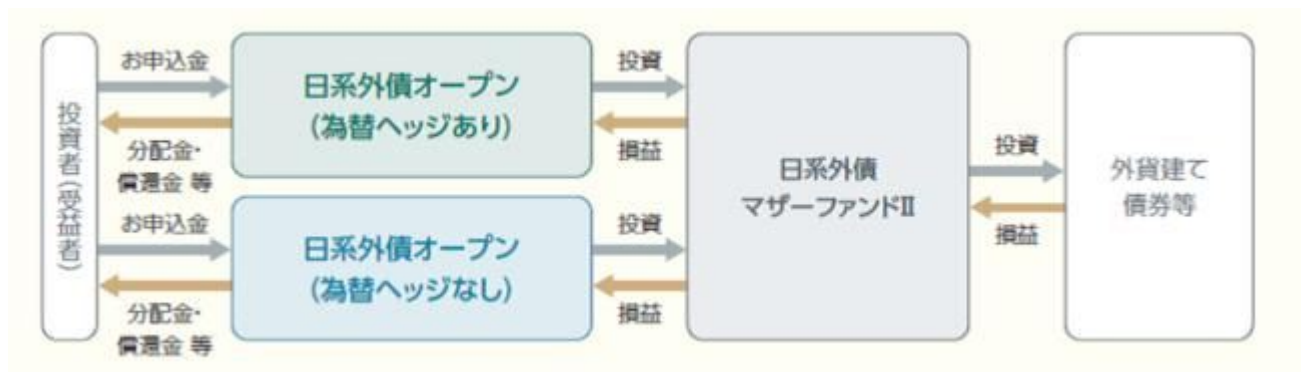 投資者(受益者)
お申込金
分配金・
償還金 等
日系外債オープン
(為替ヘッジあり)
投資
損益
お申込金
分配金・
償還金 等
日系外債オープン
(為替ヘッジなし)
投資
損益
日系外債
マザーファンドⅡ
投資
損益
外貨建て
債券等